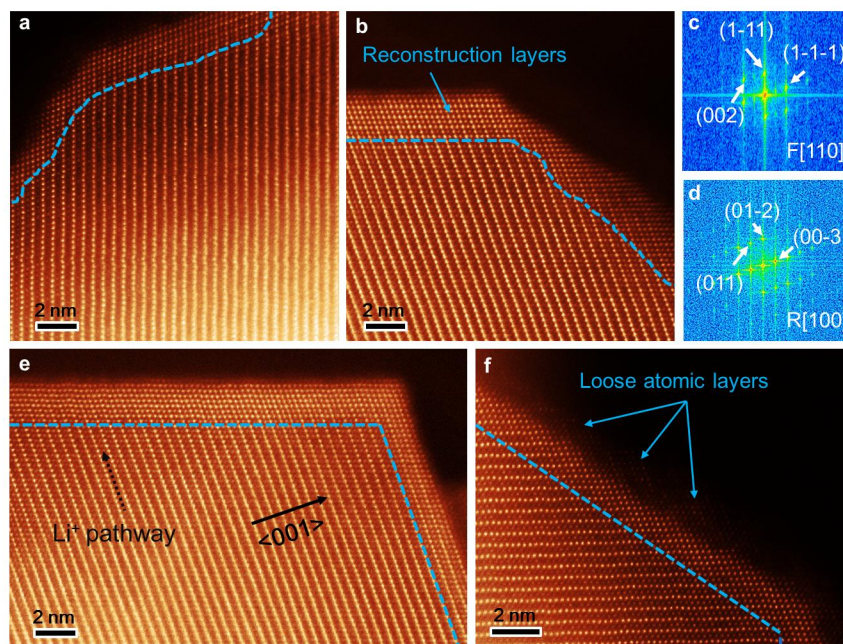 a
2 nm
b
Reconstruction layers
2 nm
c
(1-11)
(1-1-1)
(002)
F[110]
d
(01-2)
(00-3
(011)
R[100]
e
Li⁺ pathway
<001>
2 nm
f
Loose atomic layers
2 nm